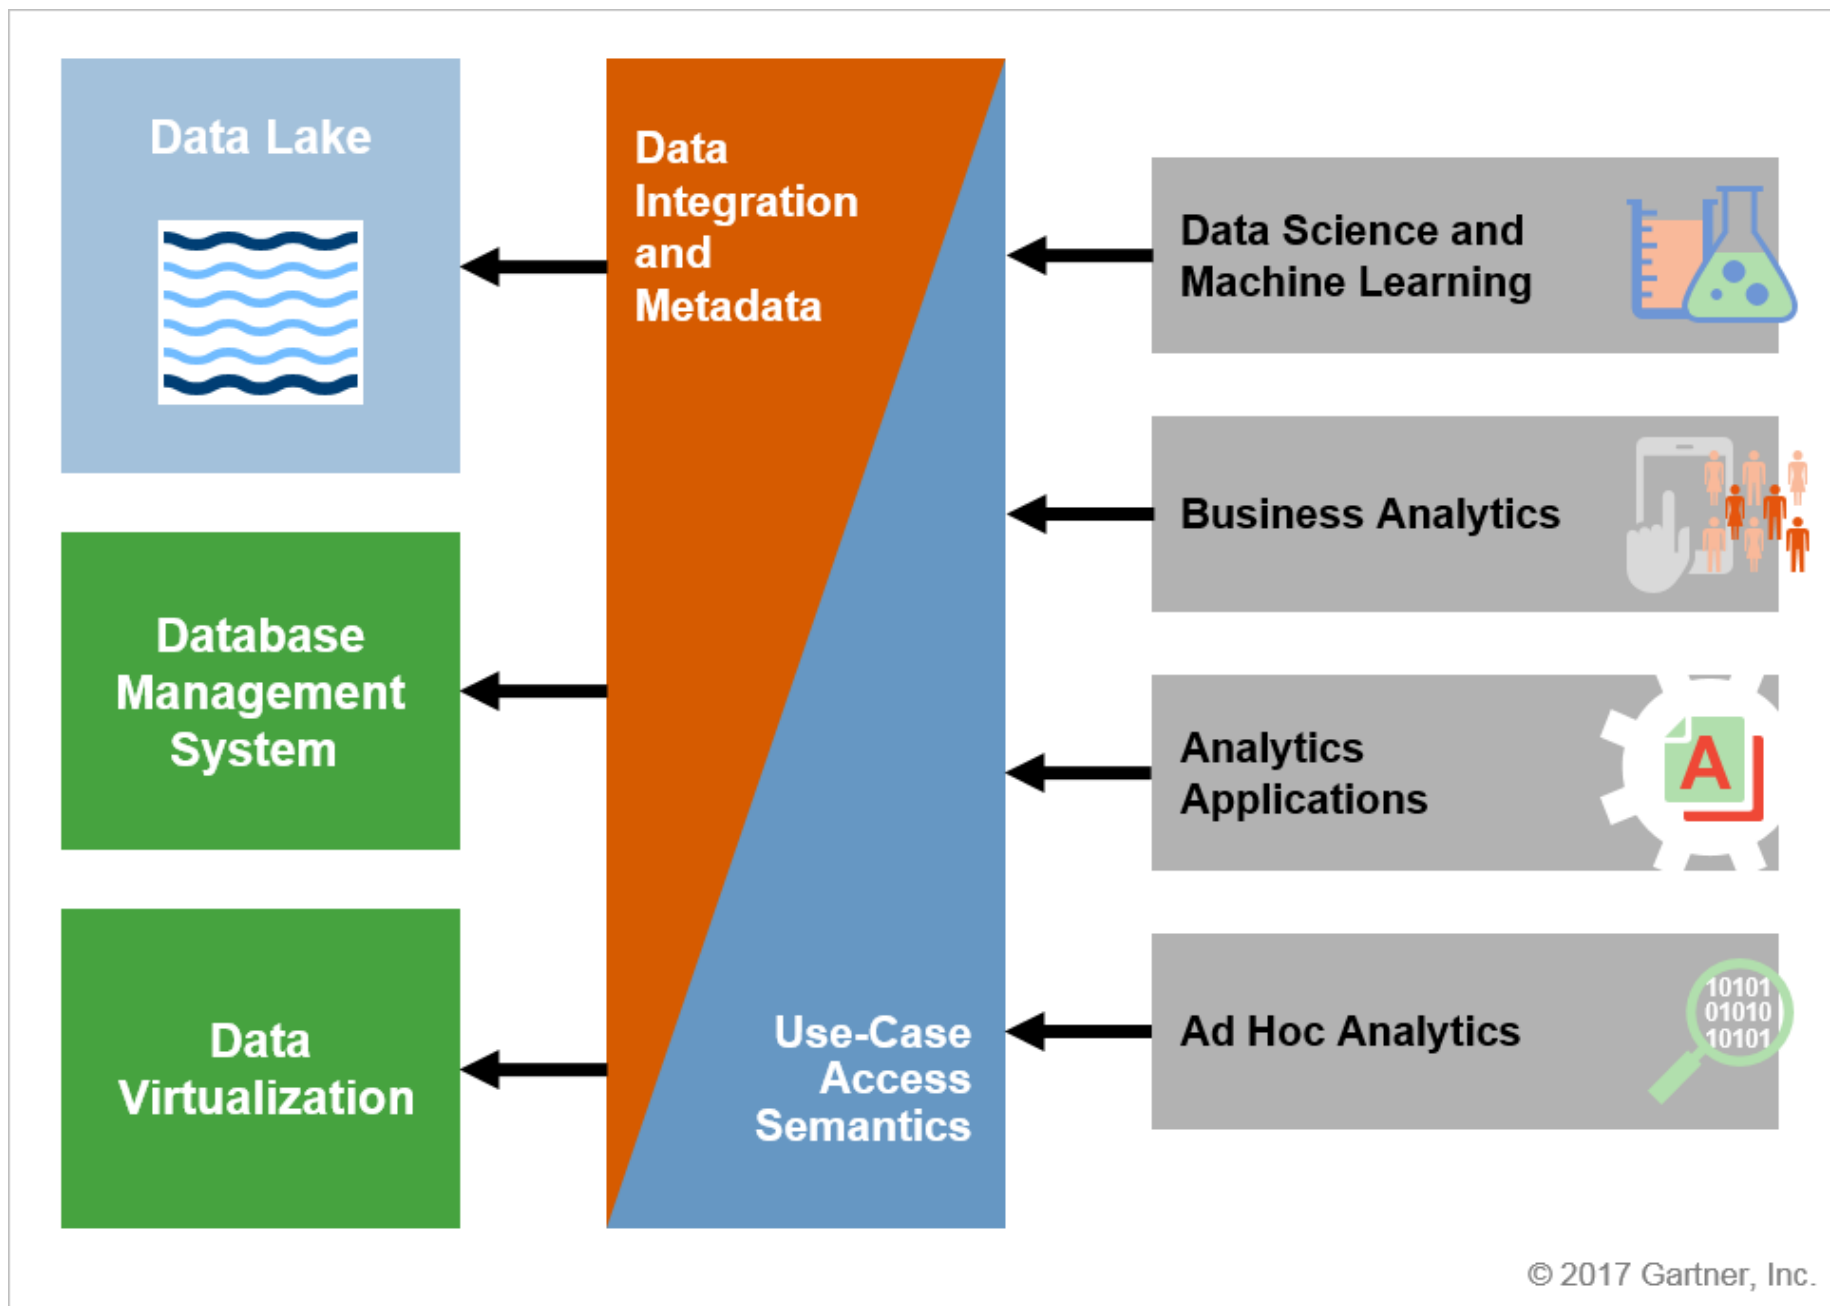 Data Lake
Data
Integration
and
Metadata
Data Science and
Machine Learning
Business Analytics
Database
Management
System
Analytics
Applications
A
Data
Virtualization
Use-Case
Access
Semantics
Ad Hoc Analytics
10101
01010
10101
© 2017 Gartner, Inc.